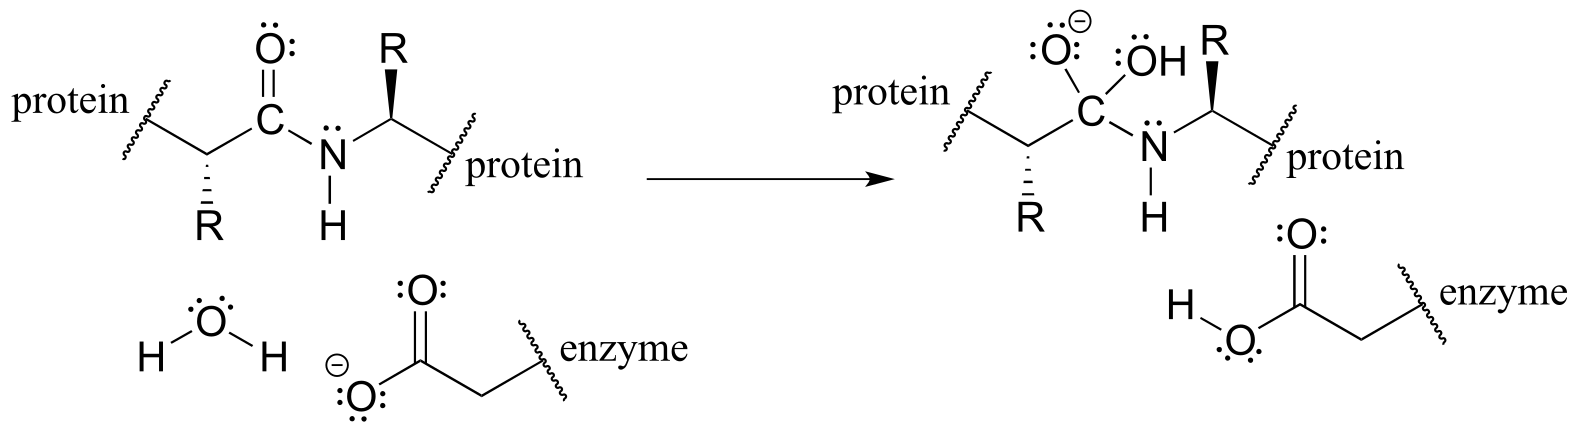 O R O⊖ OH R
protein C N protein protein C N protein
R H R H
O O
H O H ⊖ O enzyme H O enzyme